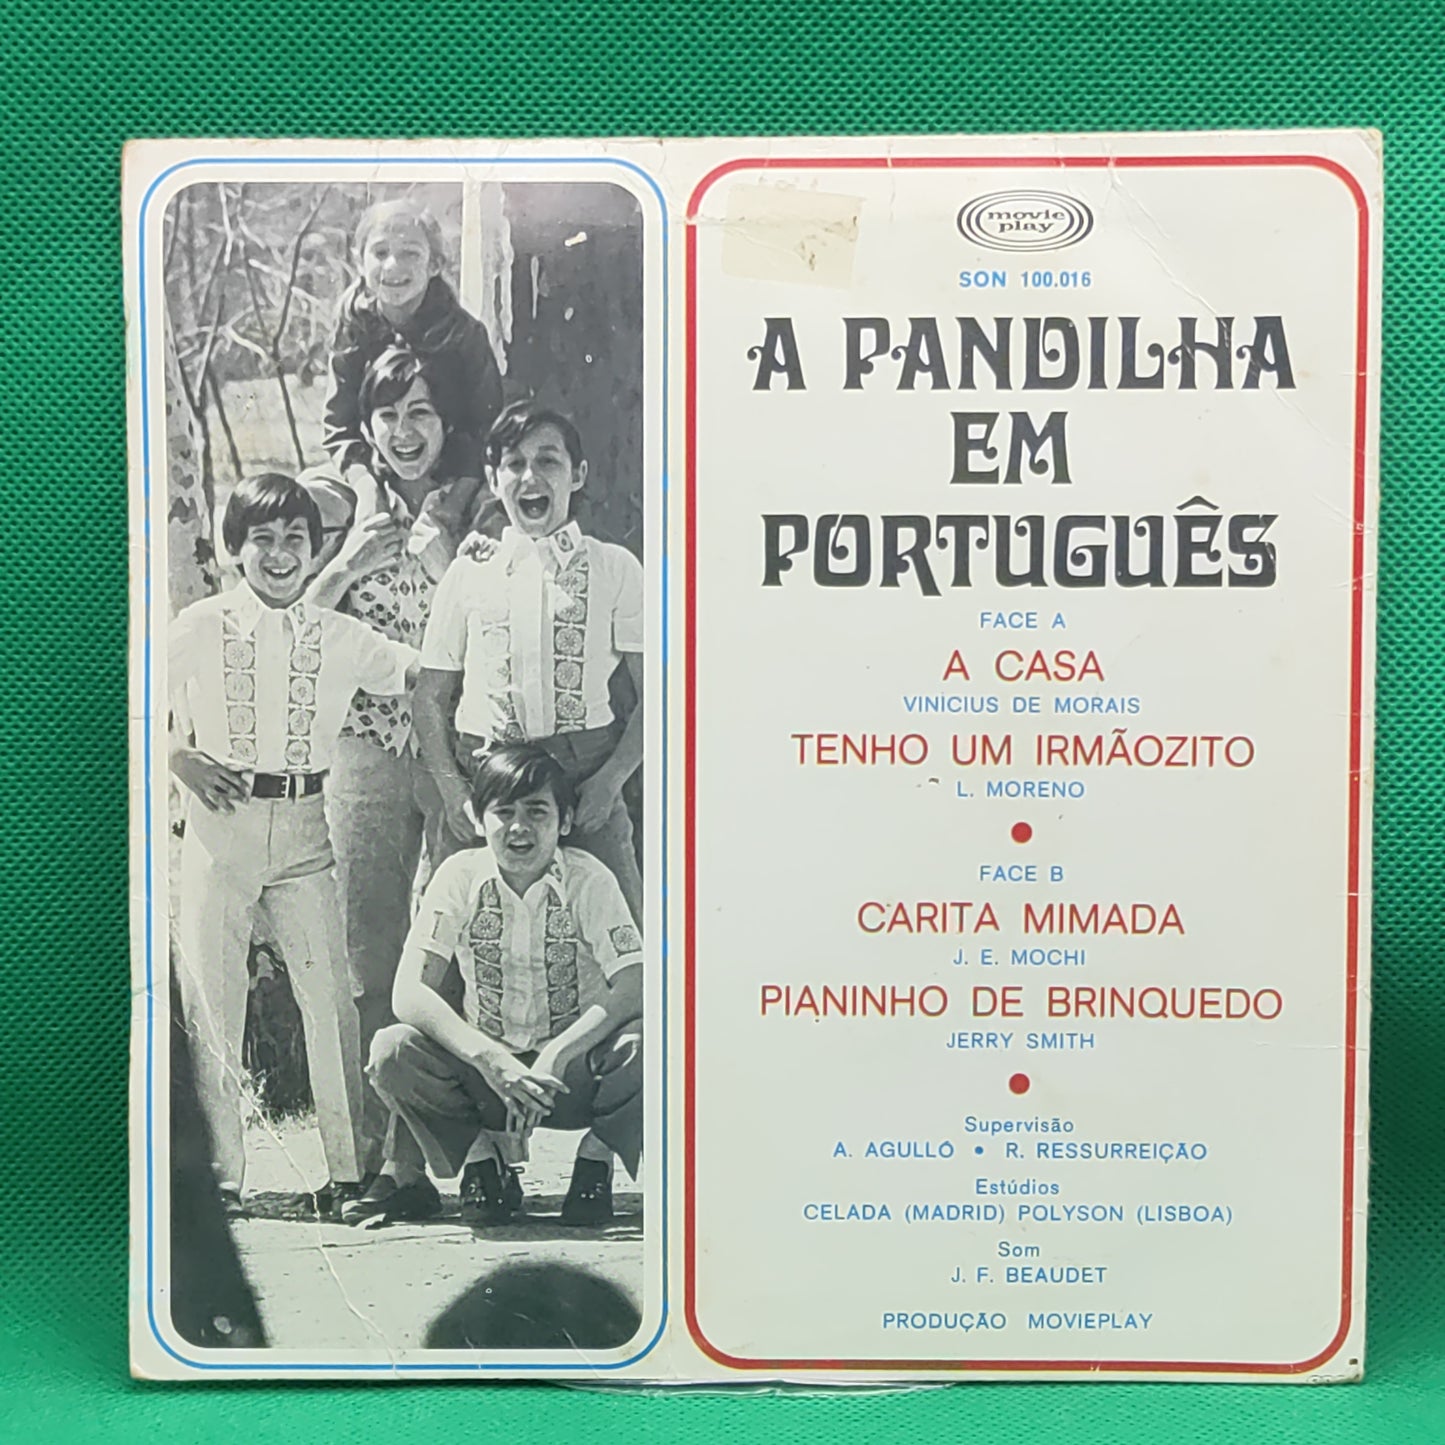 movie
play
SON 100.016
A PANDILHA
EM
PORTUGUÊS
FACE A
A CASA
VINÍCIUS DE MORAIS
TENHO UM IRMÃOZITO
L. MORENO
FACE B
CARITA MIMADA
J. E. MOCHI
PIANINHO DE BRINQUEDO
JERRY SMITH
Supervisão
A. AGULLÓ • R. RESSURREIÇÃO
Estúdios
CELADA (MADRID) POLYSON (LISBOA)
Som
J. F. BEAUDET
PRODUÇÃO MOVIEPLAY